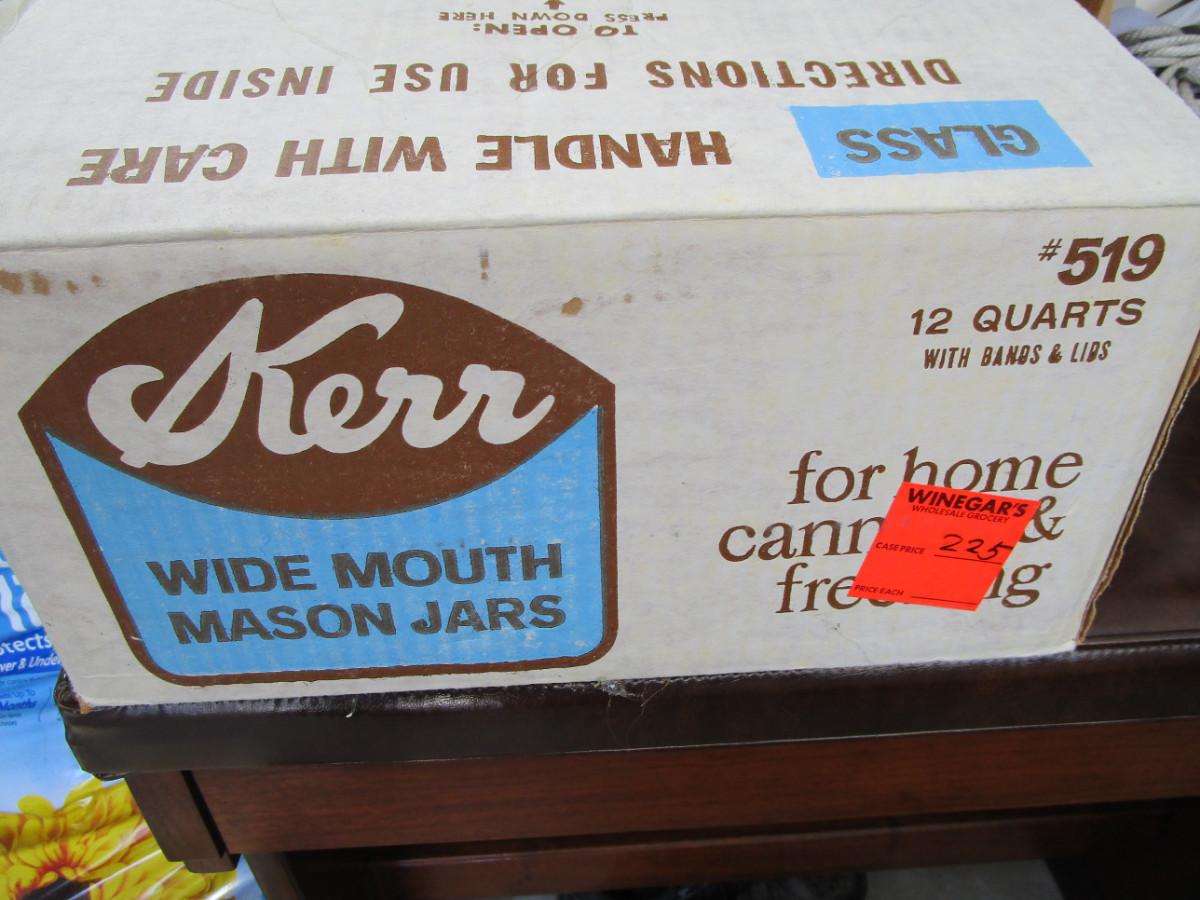 TO OPEN:
PRESS DOWN HERE
DIRECTIONS FOR USE INSIDE
GLASS HANDLE WITH CARE
#519
12 QUARTS
WITH BANDS & LIDS
Kerr
WIDE MOUTH
MASON JARS
for home
&
WINEGAR'S
WHOLESALE GROCERY
CASE PRICE 225
PRICE EACH